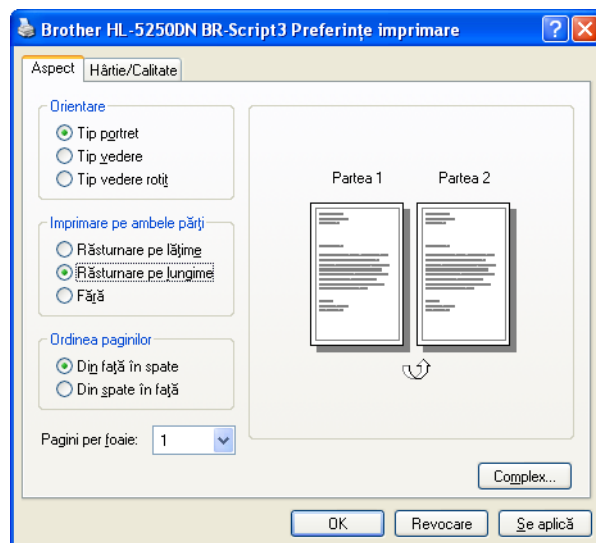 Brother HL-5250DN BR-Script3 Preferințe imprimare
Aspect
Hârtie/Calitate
Orientare
Tip portret
Tip vedere
Tip vedere rotit
Imprimare pe ambele părți
Răsturnare pe lățime
Răsturnare pe lungime
Fără
Ordinea paginilor
Din față în spate
Din spate în față
Pagini per foaie:
1
Partea 1
Partea 2
Complex...
OK
Revocare
Se aplică